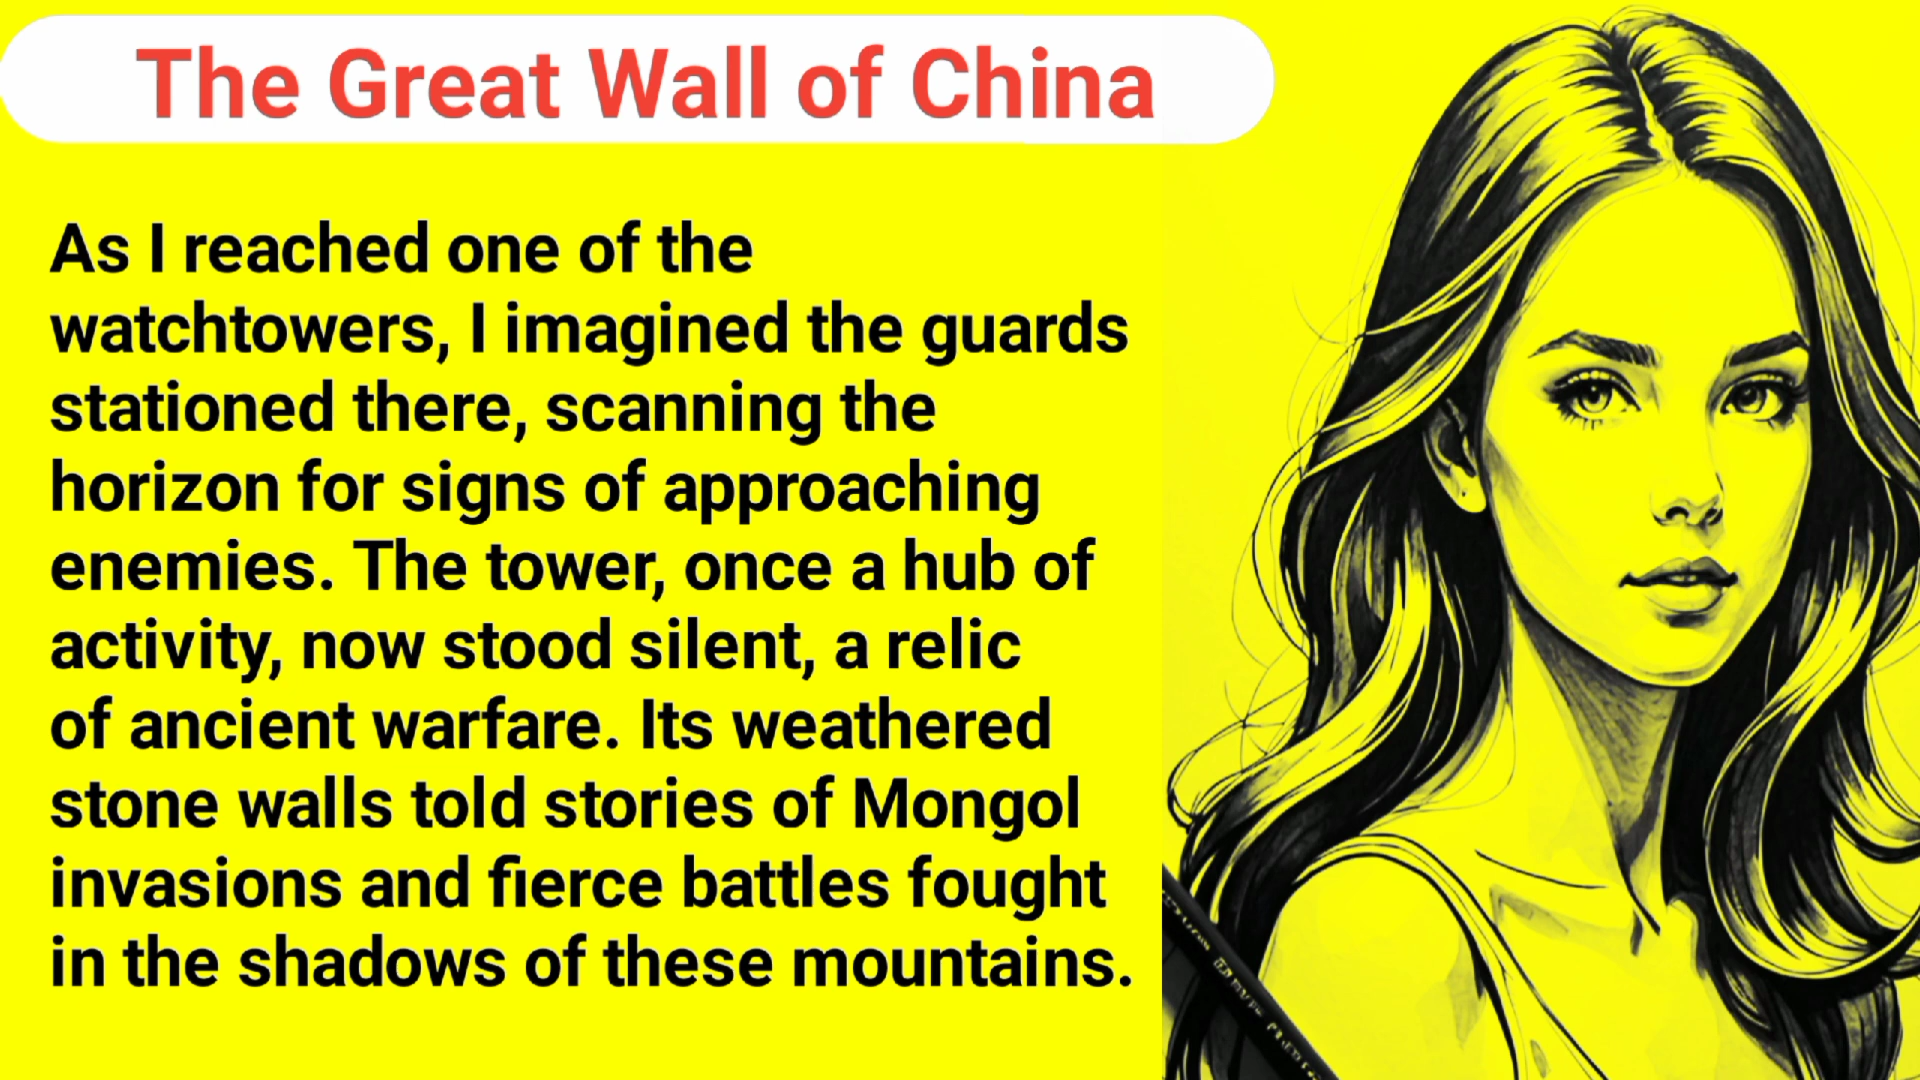 The Great Wall of China
As I reached one of the
watchtowers, I imagined the guards
stationed there, scanning the
horizon for signs of approaching
enemies. The tower, once a hub of
activity, now stood silent, a relic
of ancient warfare. Its weathered
stone walls told stories of Mongol
invasions and fierce battles fought
in the shadows of these mountains.